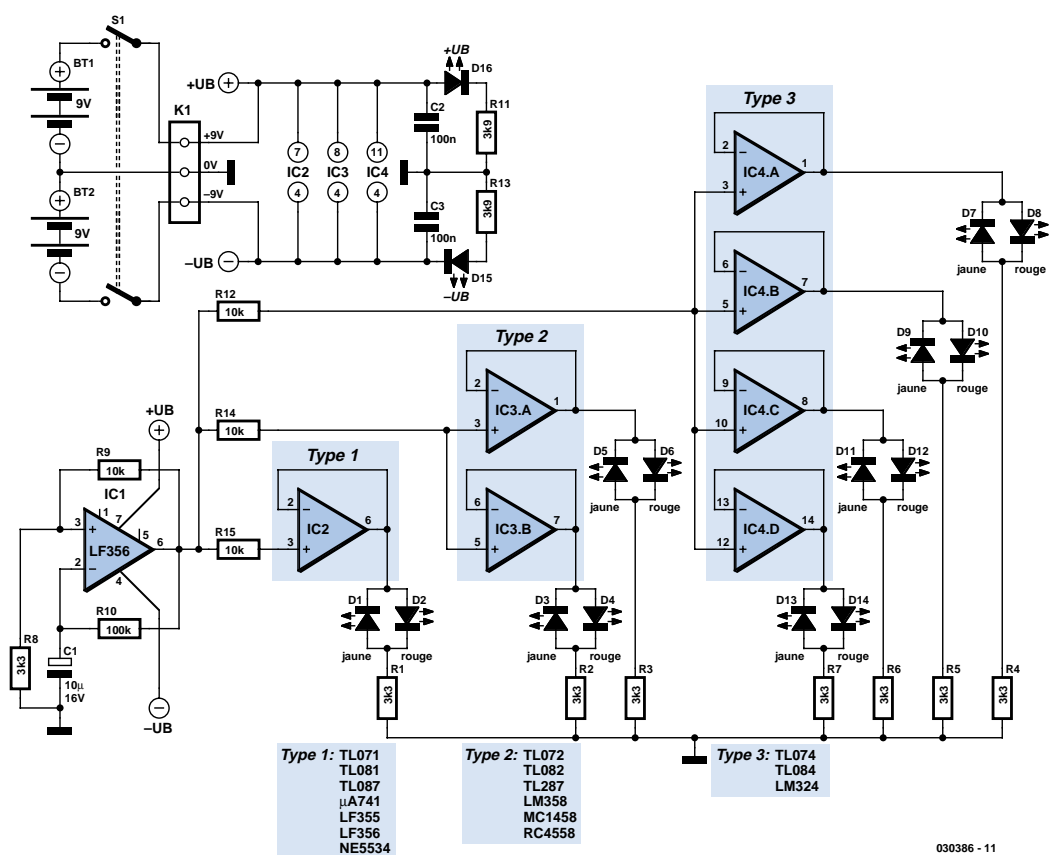 S1
BT1
9V
BT2
9V
K1
+9V
0V
–9V
+UB
–UB
7
IC2
4
8
IC3
4
11
IC4
4
C2
100n
C3
100n
+UB
D16
R11
3k9
R13
3k9
D15
–UB
R12
10k
R14
10k
R15
10k
+UB
R9
10k
IC1
1
7
5
3
LF356
6
2
4
R10
100k
R8
3k3
C1
10µ
16V
–UB
Type 1
2
IC2
6
3
D1
D2
jaune
rouge
R1
3k3
Type 2
2
IC3.A
1
3
6
IC3.B
7
5
D5
D6
jaune
rouge
D3
D4
jaune
rouge
R2
3k3
R3
3k3
Type 3
2
IC4.A
1
3
6
IC4.B
7
5
9
IC4.C
8
10
13
IC4.D
14
12
D7
D8
jaune
rouge
D9
D10
jaune
rouge
D11
D12
jaune
rouge
D13
D14
jaune
rouge
R7
3k3
R6
3k3
R5
3k3
R4
3k3
Type 1: TL071
TL081
TL087
µA741
LF355
LF356
NE5534
Type 2: TL072
TL082
TL287
LM358
MC1458
RC4558
Type 3: TL074
TL084
LM324
030386 - 11